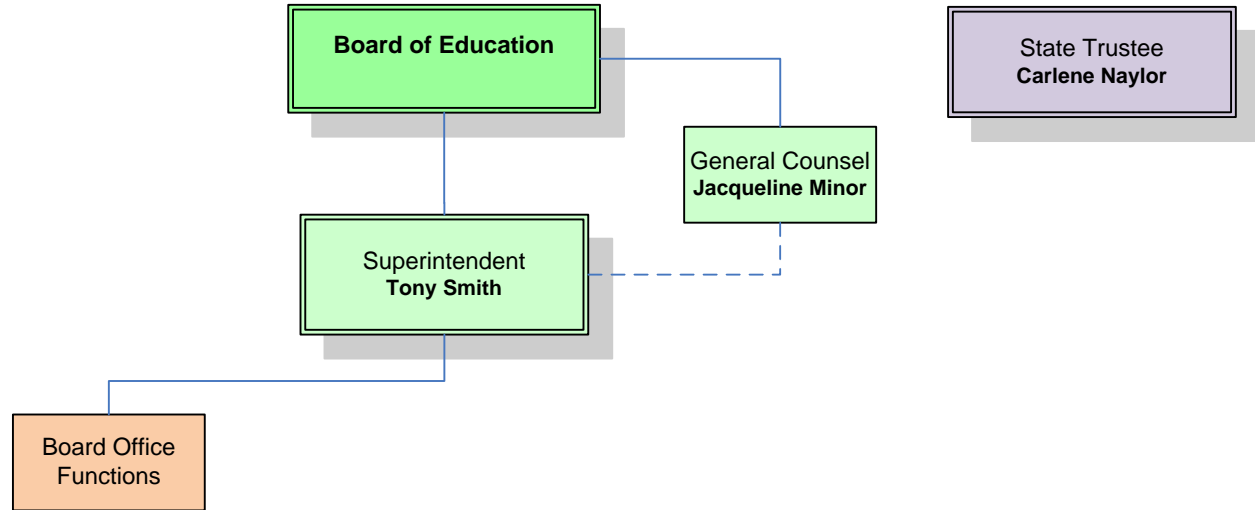 Board of Education
State Trustee
Carlene Naylor
General Counsel
Jacqueline Minor
Superintendent
Tony Smith
Board Office
Functions